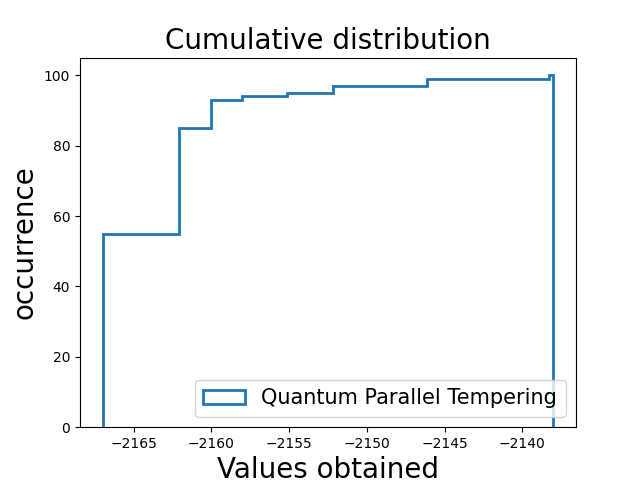 Cumulative distribution
100
80
60
40
20
0
occurrence
Quantum Parallel Tempering
−2165 −2160 −2155 −2150 −2145 −2140
Values obtained